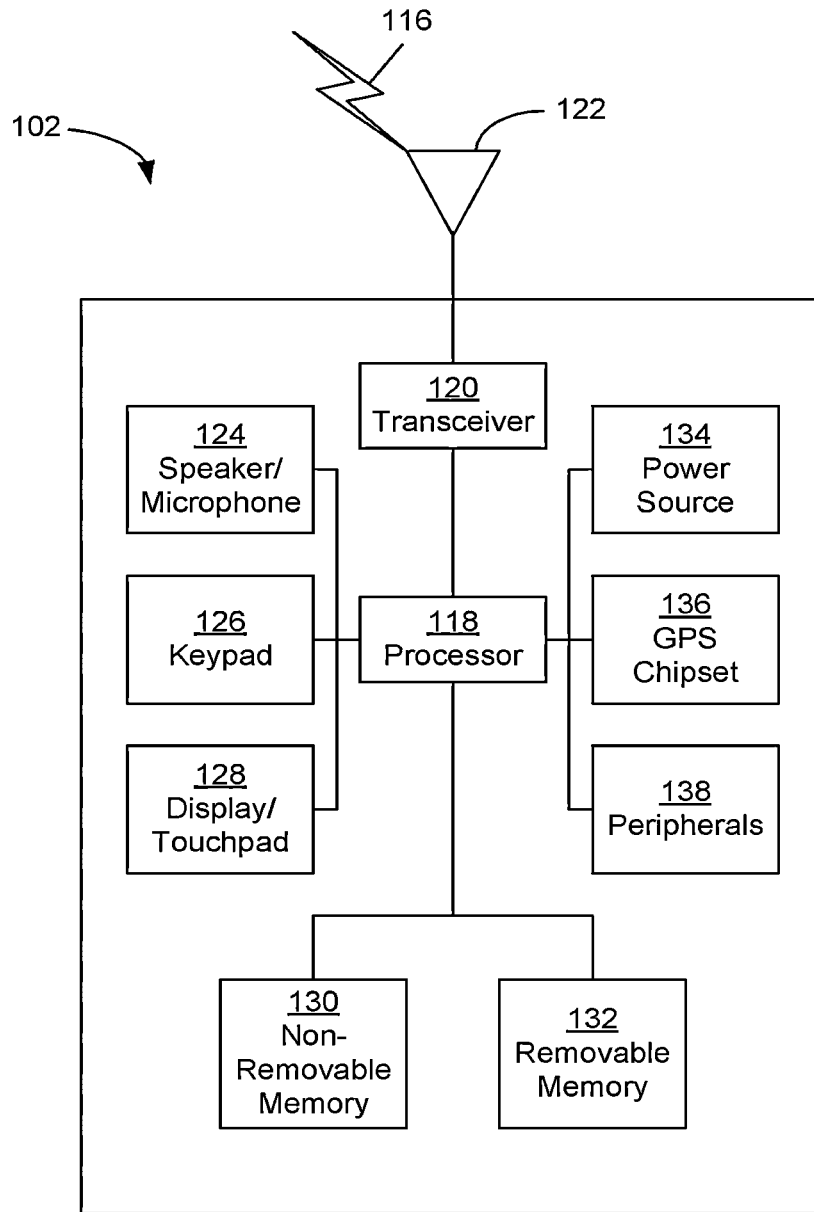 116
122
102
120
Transceiver
124
Speaker/
Microphone
134
Power
Source
126
Keypad
118
Processor
136
GPS
Chipset
128
Display/
Touchpad
138
Peripherals
130
Non-
Removable
Memory
132
Removable
Memory